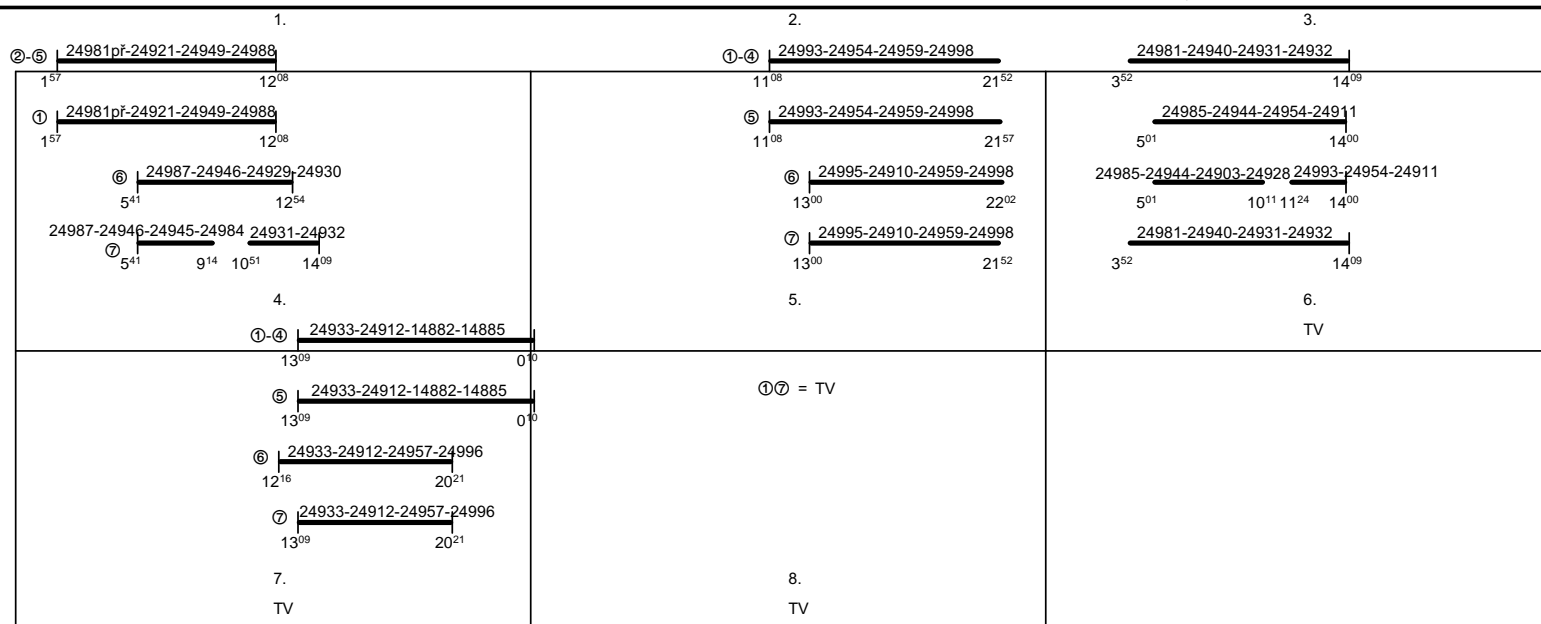 1. 2. 3.
②-⑤ 24981př-24921-24949-24988 ①-④ 24993-24954-24959-24998 24981-24940-24931-24932
1⁵⁷ 12⁰⁸ 11⁰⁸ 21⁵² 3⁵² 14⁰⁹
① 24981př-24921-24949-24988 ⑤ 24993-24954-24959-24998 24985-24944-24954-24911
1⁵⁷ 12⁰⁸ 11⁰⁸ 21⁵⁷ 5⁰¹ 14⁰⁰
⑥ 24987-24946-24929-24930 ⑥ 24995-24910-24959-24998 24985-24944-24903-24928 24993-24954-24911
5⁴¹ 12⁵⁴ 13⁰⁰ 22⁰² 5⁰¹ 10¹¹ 11²⁴ 14⁰⁰
24987-24946-24945-24984 24931-24932 ⑦ 24995-24910-24959-24998 24981-24940-24931-24932
⑦ 5⁴¹ 9¹⁴ 10⁵¹ 14⁰⁹ 13⁰⁰ 21⁵² 3⁵² 14⁰⁹
4. 5. 6.
①-④ 24933-24912-14882-14885 TV
13⁰⁹ 0¹⁰
⑤ 24933-24912-14882-14885 ①⑦ = TV
13⁰⁹ 0¹⁰
⑥ 24933-24912-24957-24996
12¹⁶ 20²¹
⑦ 24933-24912-24957-24996
13⁰⁹ 20²¹
7. 8.
TV TV